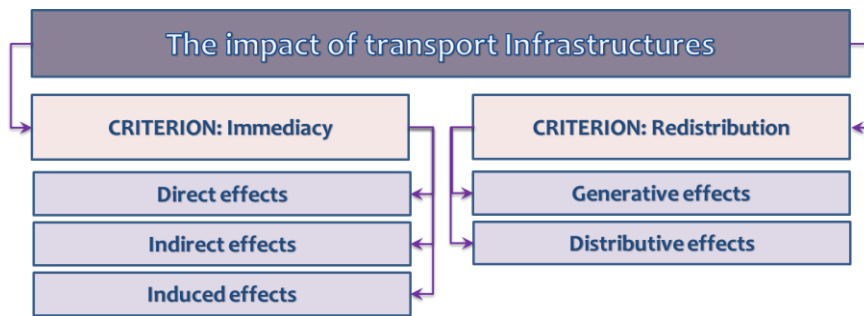 The impact of transport Infrastructures
CRITERION: Immediacy
Direct effects
Indirect effects
Induced effects
CRITERION: Redistribution
Generative effects
Distributive effects